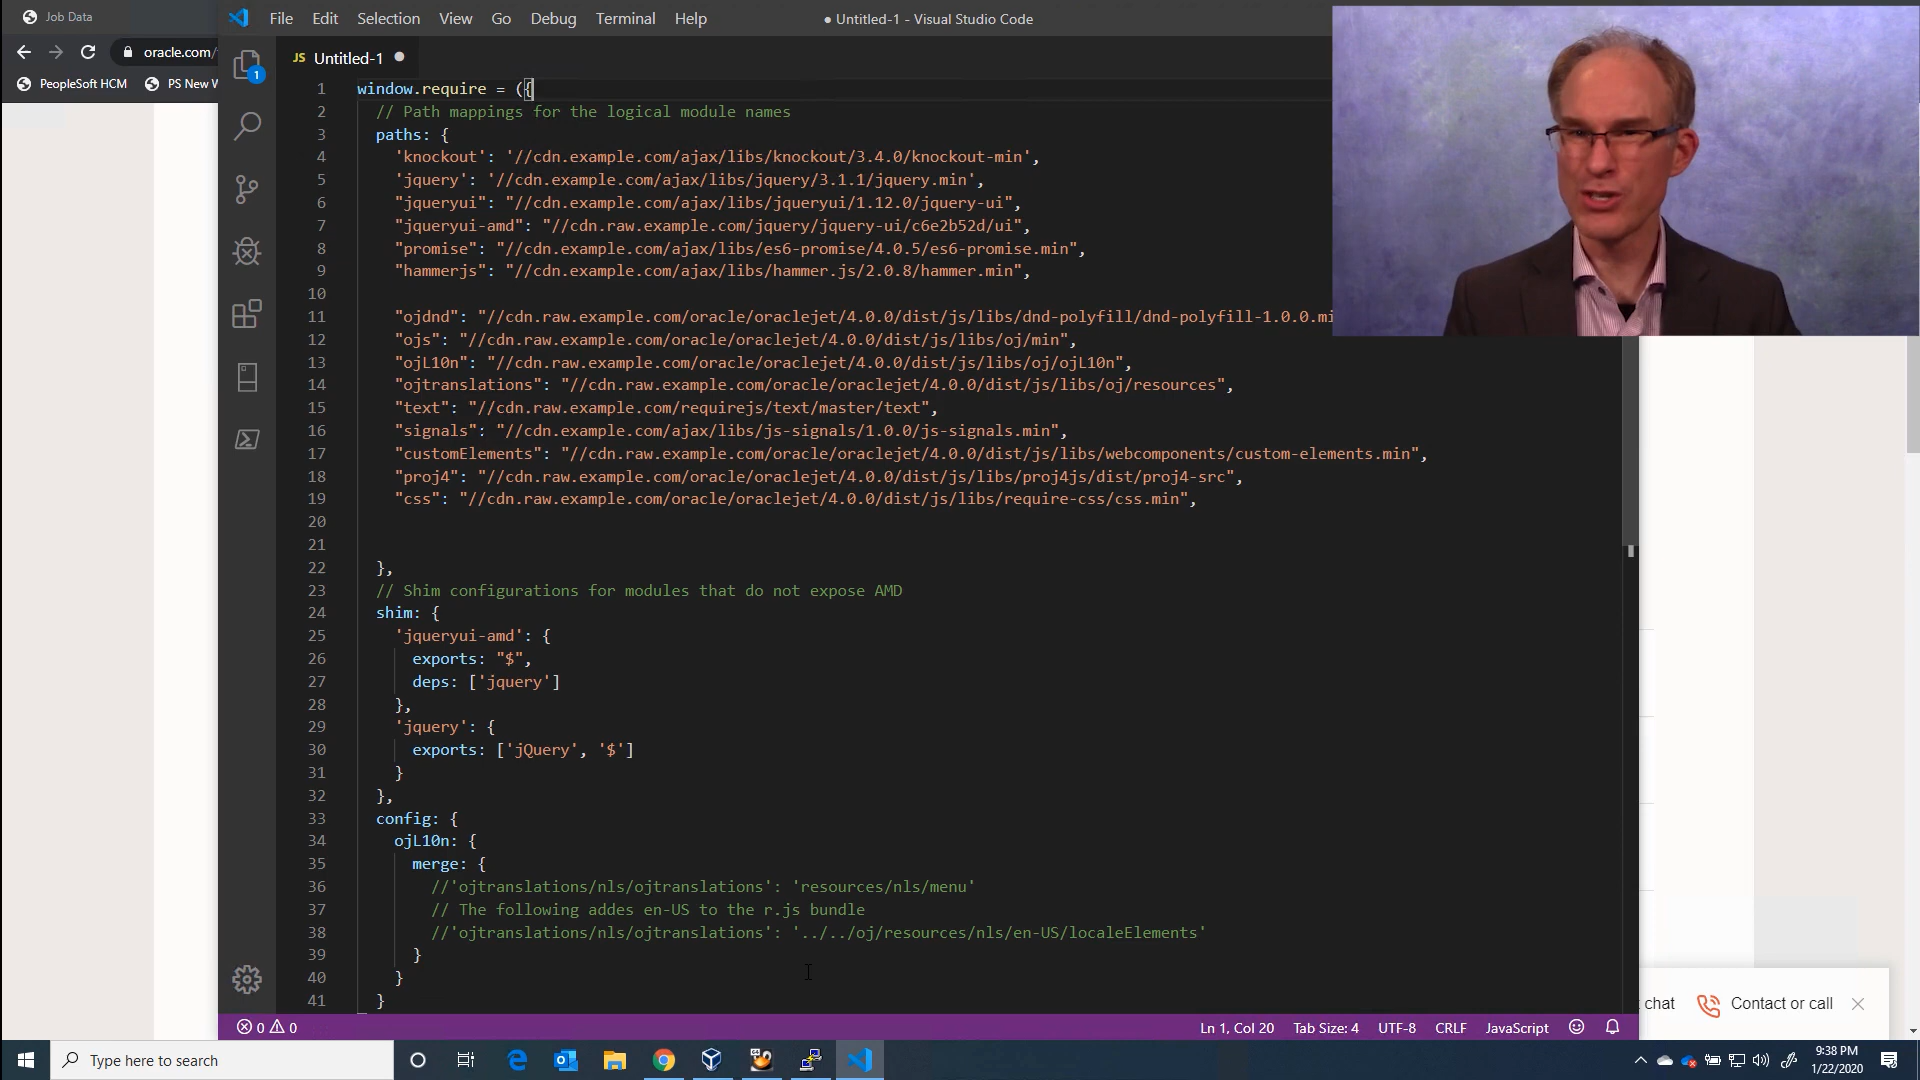 Job Data
File Edit Selection View Go Debug Terminal Help
● Untitled-1 - Visual Studio Code
oracle.com/
PeopleSoft HCM PS New
1
JS Untitled-1
1 window.require = ({
2 // Path mappings for the logical module names
3 paths: {
4 'knockout': '//cdn.example.com/ajax/libs/knockout/3.4.0/knockout-min',
5 'jquery': '//cdn.example.com/ajax/libs/jquery/3.1.1/jquery.min',
6 "jqueryui": "//cdn.example.com/ajax/libs/jqueryui/1.12.0/jquery-ui",
7 "jqueryui-amd": "//cdn.raw.example.com/jquery/jquery-ui/c6e2b52d/ui",
8 "promise": "//cdn.example.com/ajax/libs/es6-promise/4.0.5/es6-promise.min",
9 "hammerjs": "//cdn.example.com/ajax/libs/hammer.js/2.0.8/hammer.min",
10
11 "ojdnd": "//cdn.raw.example.com/oracle/oraclejet/4.0.0/dist/js/libs/dnd-polyfill/dnd-polyfill-1.0.0.mi
12 "ojs": "//cdn.raw.example.com/oracle/oraclejet/4.0.0/dist/js/libs/oj/min",
13 "ojL10n": "//cdn.raw.example.com/oracle/oraclejet/4.0.0/dist/js/libs/oj/ojL10n",
14 "ojtranslations": "//cdn.raw.example.com/oracle/oraclejet/4.0.0/dist/js/libs/oj/resources",
15 "text": "//cdn.raw.example.com/requirejs/text/master/text",
16 "signals": "//cdn.example.com/ajax/libs/js-signals/1.0.0/js-signals.min",
17 "customElements": "//cdn.raw.example.com/oracle/oraclejet/4.0.0/dist/js/libs/webcomponents/custom-elements.min",
18 "proj4": "//cdn.raw.example.com/oracle/oraclejet/4.0.0/dist/js/libs/proj4js/dist/proj4-src",
19 "css": "//cdn.raw.example.com/oracle/oraclejet/4.0.0/dist/js/libs/require-css/css.min",
20
21
22 },
23 // Shim configurations for modules that do not expose AMD
24 shim: {
25 'jqueryui-amd': {
26 exports: "$",
27 deps: ['jquery']
28 },
29 'jquery': {
30 exports: ['jQuery', '$']
31 }
32 },
33 config: {
34 ojL10n: {
35 merge: {
36 //'ojtranslations/nls/ojtranslations': 'resources/nls/menu'
37 // The following addes en-US to the r.js bundle
38 //'ojtranslations/nls/ojtranslations': '../../oj/resources/nls/en-US/localeElements'
39 }
40 }
41 }
chat Contact or call
0 0 Ln 1, Col 20 Tab Size: 4 UTF-8 CRLF JavaScript
Type here to search
9:38 PM
1/22/2020